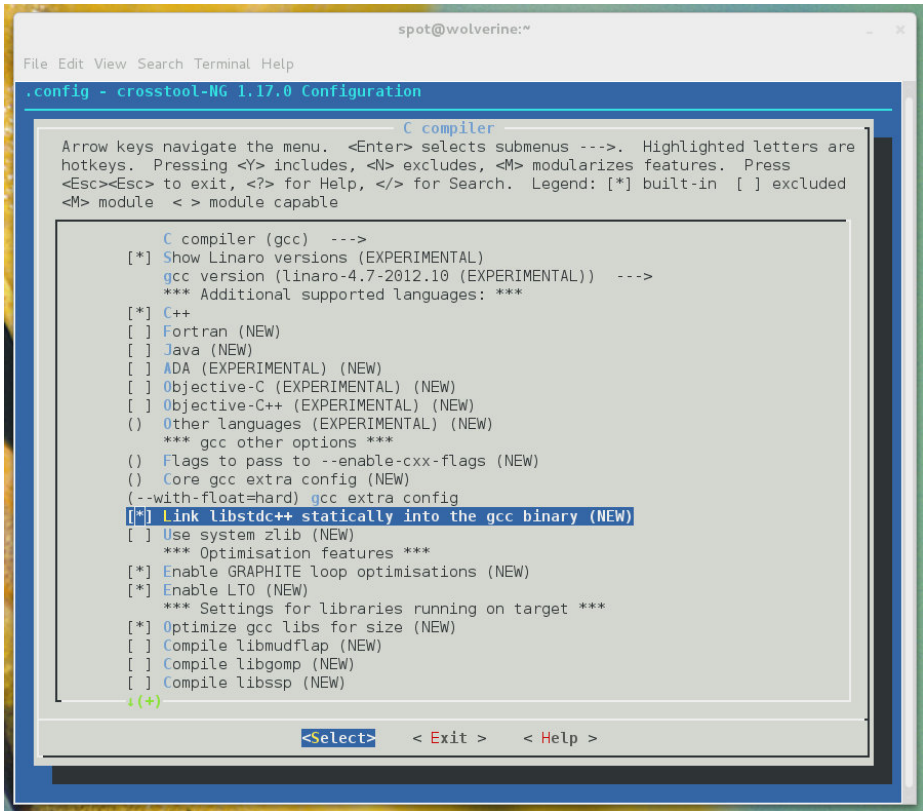 spot@wolverine:~
File Edit View Search Terminal Help
.config - crosstool-NG 1.17.0 Configuration
C compiler
Arrow keys navigate the menu.  <Enter> selects submenus --->.  Highlighted letters are
hotkeys.  Pressing <Y> includes, <N> excludes, <M> modularizes features.  Press
<Esc><Esc> to exit, <?> for Help, </> for Search.  Legend: [*] built-in  [ ] excluded
<M> module  < > module capable
C compiler (gcc)  --->
[*] Show Linaro versions (EXPERIMENTAL)
gcc version (linaro-4.7-2012.10 (EXPERIMENTAL))  --->
*** Additional supported languages: ***
[*] C++
[ ] Fortran (NEW)
[ ] Java (NEW)
[ ] ADA (EXPERIMENTAL) (NEW)
[ ] Objective-C (EXPERIMENTAL) (NEW)
[ ] Objective-C++ (EXPERIMENTAL) (NEW)
()  Other languages (EXPERIMENTAL) (NEW)
*** gcc other options ***
()  Flags to pass to --enable-cxx-flags (NEW)
()  Core gcc extra config (NEW)
(--with-float=hard) gcc extra config
[*] Link libstdc++ statically into the gcc binary (NEW)
[ ] Use system zlib (NEW)
*** Optimisation features ***
[*] Enable GRAPHITE loop optimisations (NEW)
[*] Enable LTO (NEW)
*** Settings for libraries running on target ***
[*] Optimize gcc libs for size (NEW)
[ ] Compile libmudflap (NEW)
[ ] Compile libgomp (NEW)
[ ] Compile libssp (NEW)
↓(+)
<Select>    < Exit >    < Help >